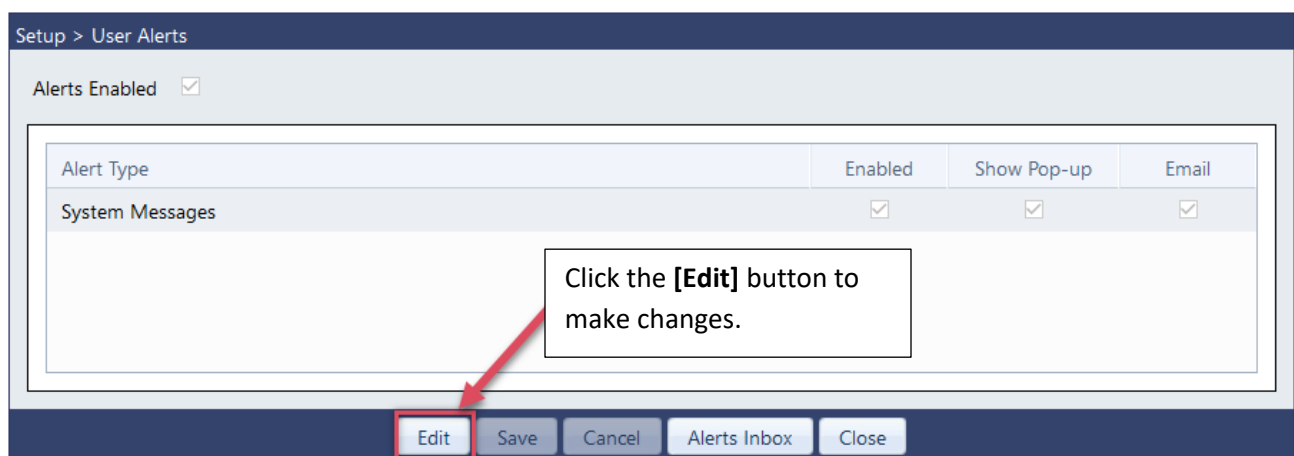 Setup > User Alerts
Alerts Enabled
Alert Type Enabled Show Pop-up Email
System Messages
Click the [Edit] button to
make changes.
Edit Save Cancel Alerts Inbox Close